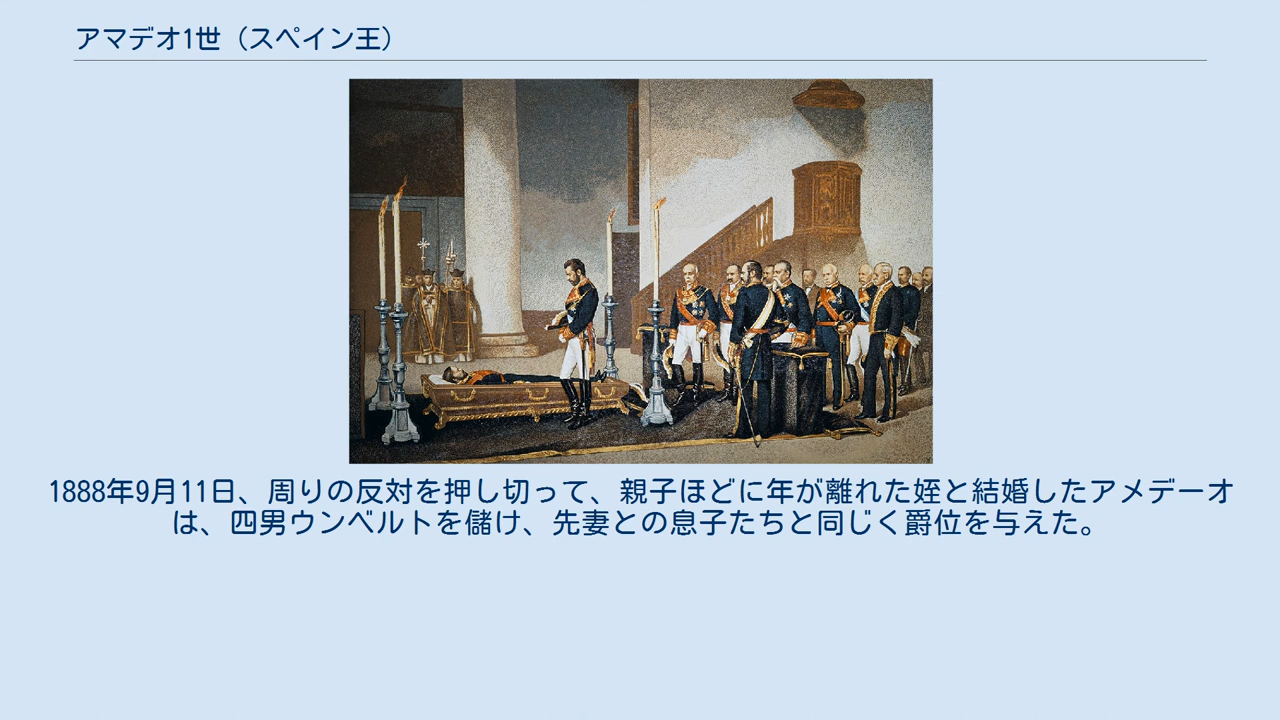 アマデオ1世（スペイン王）
1888年9月11日、周りの反対を押し切って、親子ほどに年が離れた姪と結婚したアメデーオ
は、四男ウンベルトを儲け、先妻との息子たちと同じく爵位を与えた。